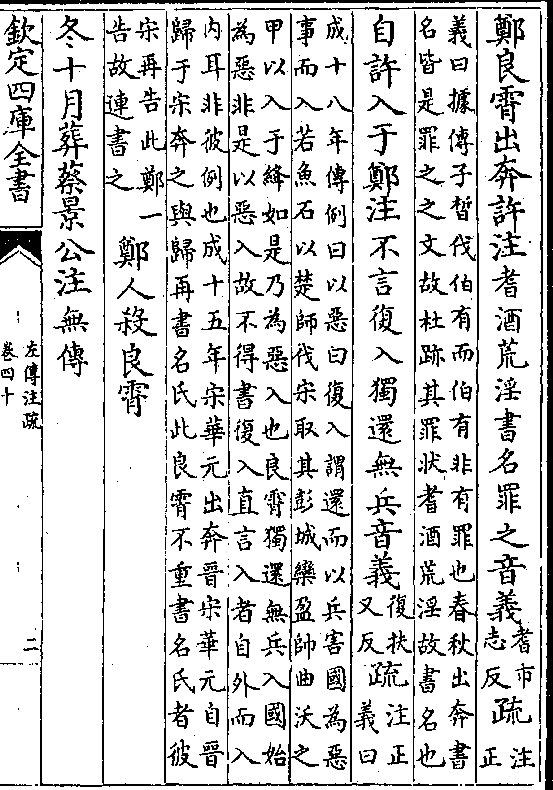 鄭良霄出奔許注耆酒荒淫書名罪之音義耆市志反疏注正
義曰據傳子晳伐伯有而伯有非有罪也春秋出奔書
名皆是罪之之文故杜跡其罪狀耆酒荒淫故書名也
自許入于鄭注不言復入獨還無兵音義復扶又反疏注正義曰
成十八年傳例曰以惡曰復入謂還而以兵害國為惡
事而入若魚石以楚師伐宋取其彭城欒盈帥曲沃之
甲以入于絳如是乃為惡入也良霄獨還無兵入國始
為惡非是以惡入故不得書復入直言入者自外而入
内耳非彼例也成十五年宋華元出奔晉宋華元自晉
歸于宋奔之與歸再書名氏此良霄不重書名氏者彼
宋再告此鄭一
告故連書之
鄭人殺良霄
冬十月葬蔡景公注無傳
欽定四庫全書
左傳注疏
卷四十
二